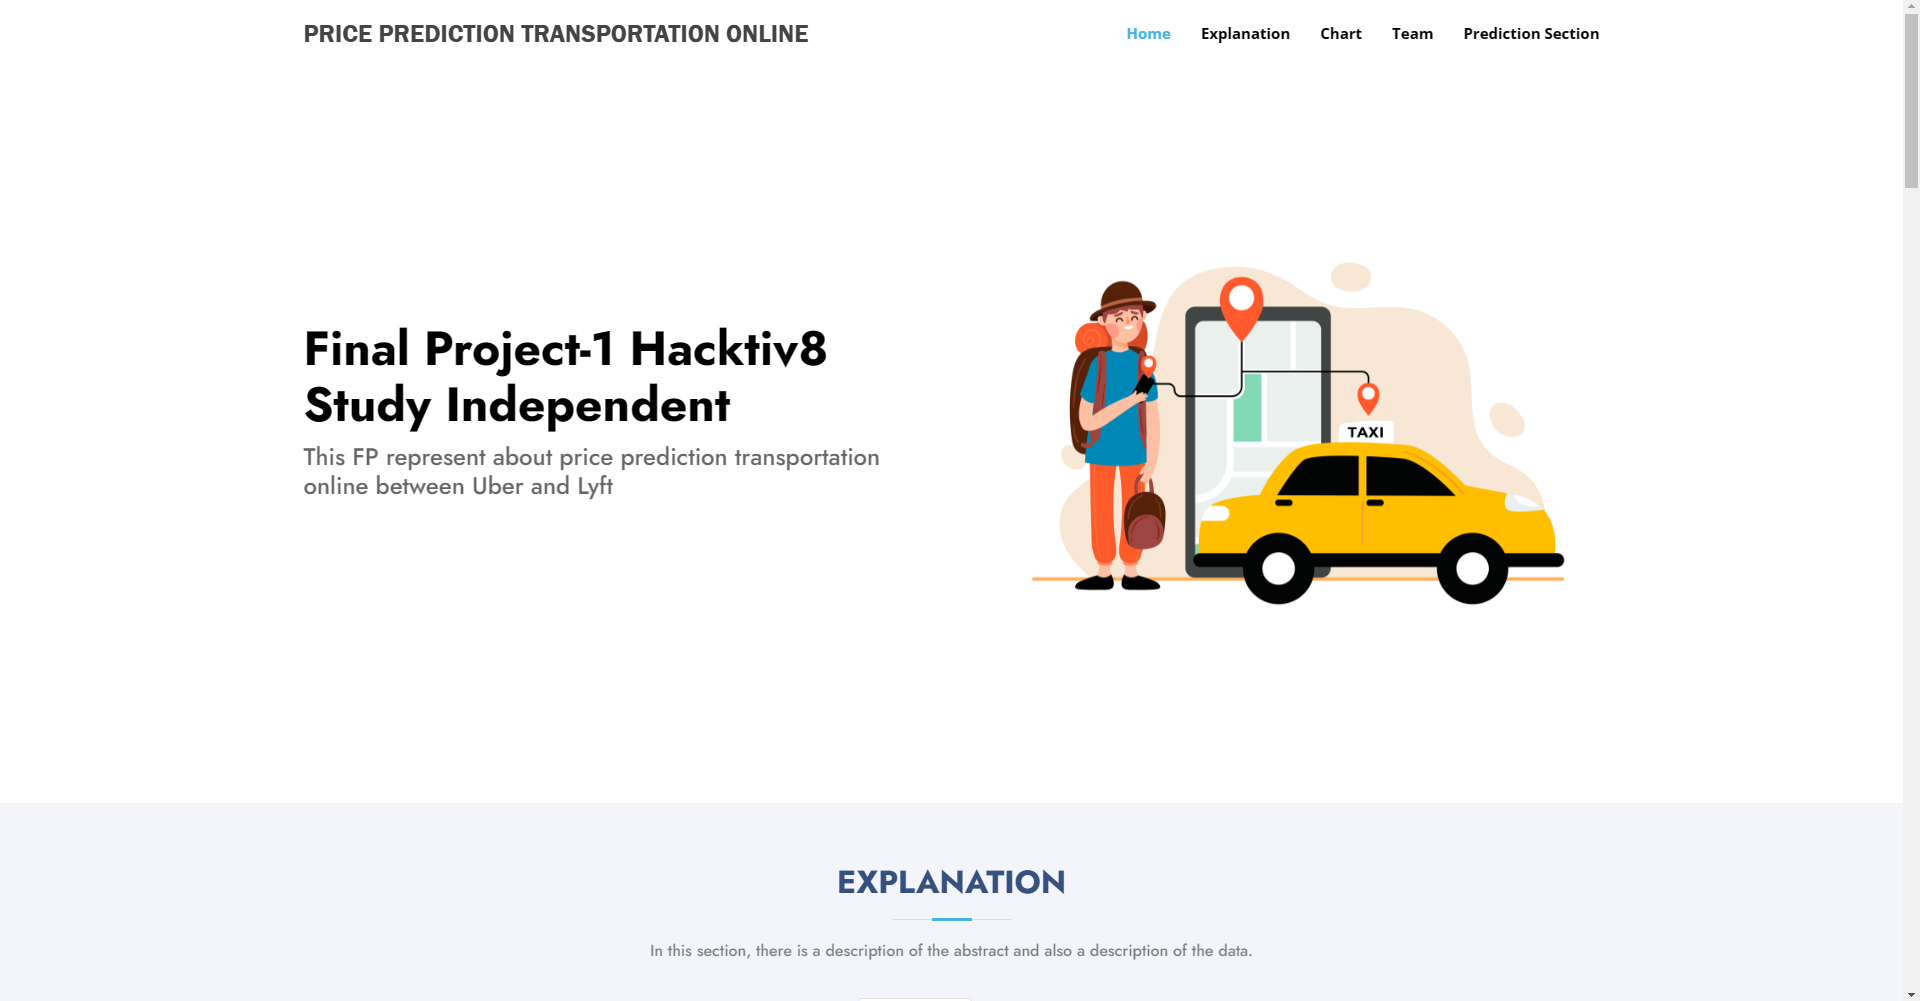 PRICE PREDICTION TRANSPORTATION ONLINE
Home Explanation Chart Team Prediction Section
Final Project-1 Hacktiv8
Study Independent
This FP represent about price prediction transportation
online between Uber and Lyft
TAXI
EXPLANATION
In this section, there is a description of the abstract and also a description of the data.